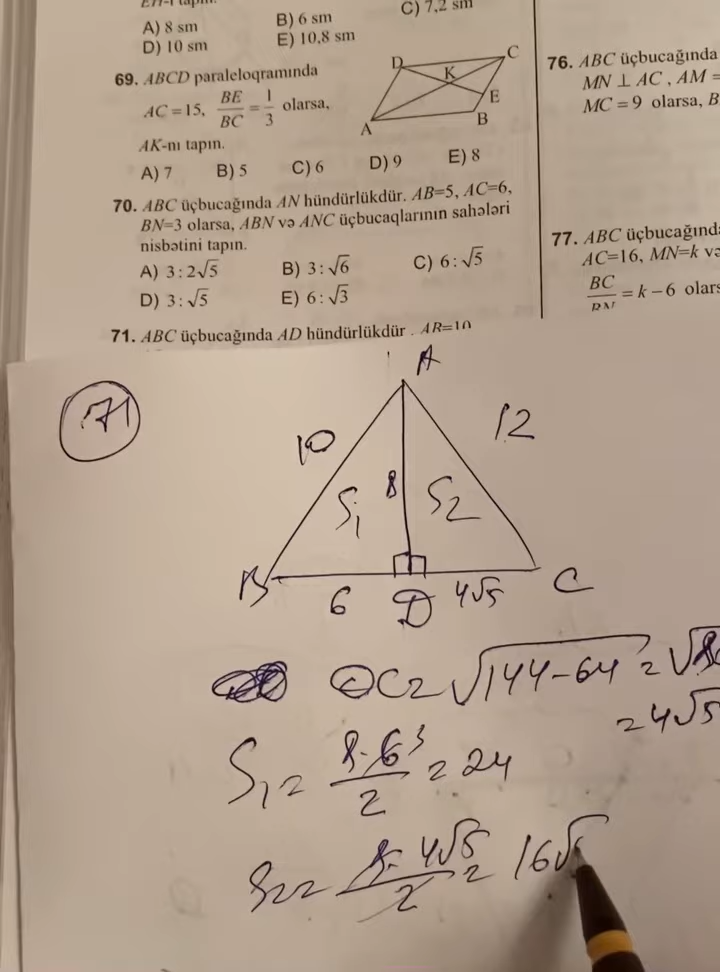 A) 8 sm B) 6 sm C) 7,2 sm
D) 10 sm E) 10,8 sm
69. ABCD paraleloqramında
AC = 15, BE/BC = 1/3 olarsa,
AK-nı tapın.
A) 7 B) 5 C) 6 D) 9 E) 8
D C K E A B
70. ABC üçbucağında AN hündürlükdür. AB=5, AC=6,
BN=3 olarsa, ABN və ANC üçbucaqlarının sahələri
nisbətini tapın.
A) 3 : 2√5 B) 3 : √6 C) 6 : √5
D) 3 : √5 E) 6 : √3
71. ABC üçbucağında AD hündürlükdür . AB=10
76. ABC üçbucağında
MN ⊥ AC , AM =
MC = 9 olarsa, B
77. ABC üçbucağında
AC=16, MN=k və
BC = k – 6 olars
71
A
10 12
8
S1 S2
B 6 D 4√5 C
DC = √144-64 = √8
= 4√5
S1 = 8·6 3/2 = 24
S2 = 8·4√5/2 = 16√